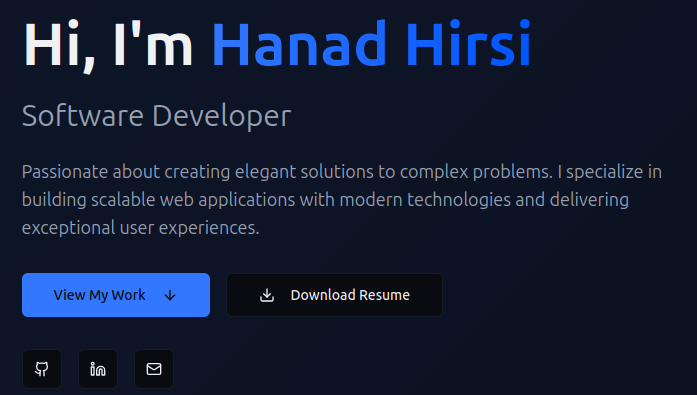 Hi, I'm Hanad Hirsi
Software Developer
Passionate about creating elegant solutions to complex problems. I specialize in
building scalable web applications with modern technologies and delivering
exceptional user experiences.
View My Work
Download Resume
in